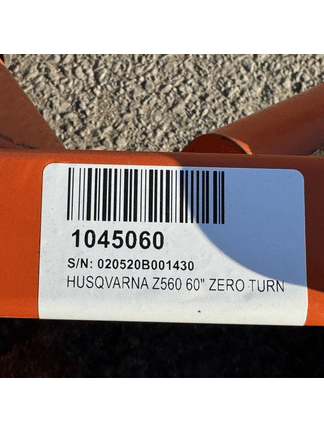 1045060
S/N: 020520B001430
HUSQVARNA Z560 60" ZERO TURN